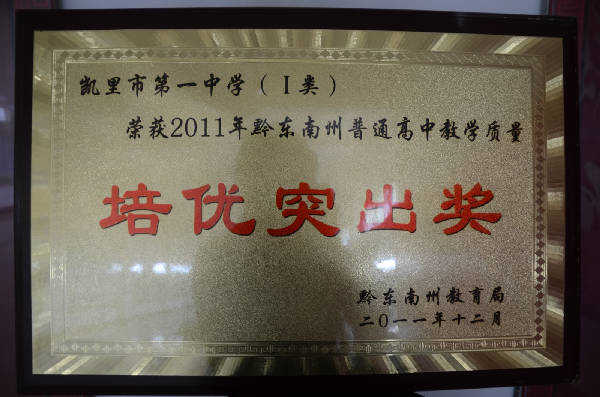 凯里市第一中学（I类）
荣获2011年黔东南州普通高中教学质量
培优突出奖
黔东南州教育局
二〇一一年十二月